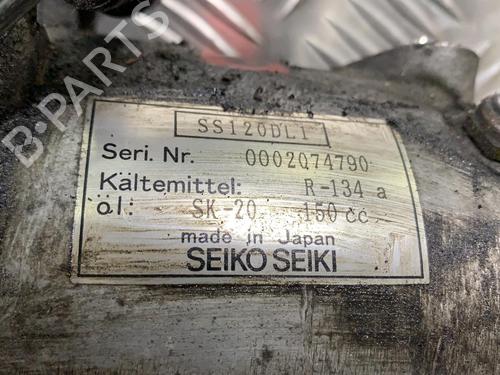 B-PARTS
SS120DL1
Seri. Nr. 0002Q74790
Kältemittel: R-134 a
öl: SK 20 150 cc
made in Japan
SEIKO SEIKI